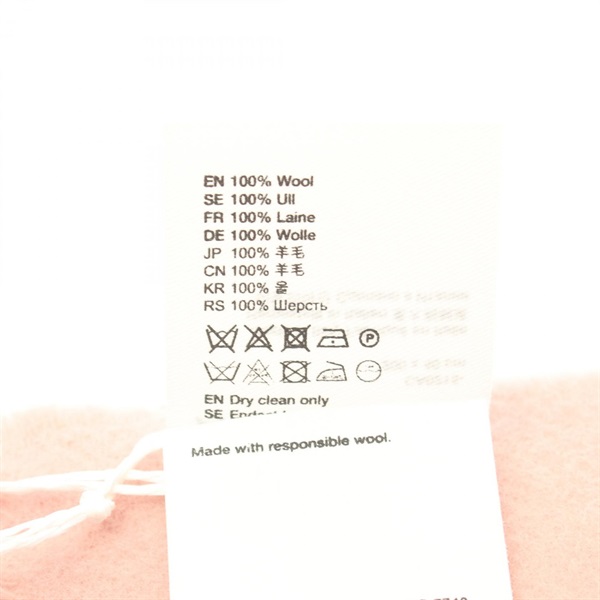 EN 100% Wool
SE 100% Ull
FR 100% Laine
DE 100% Wolle
JP 100% 羊毛
CN 100% 羊毛
KR 100% 울
RS 100% Шерсть
P
EN Dry clean only
SE
Made with responsible wool.